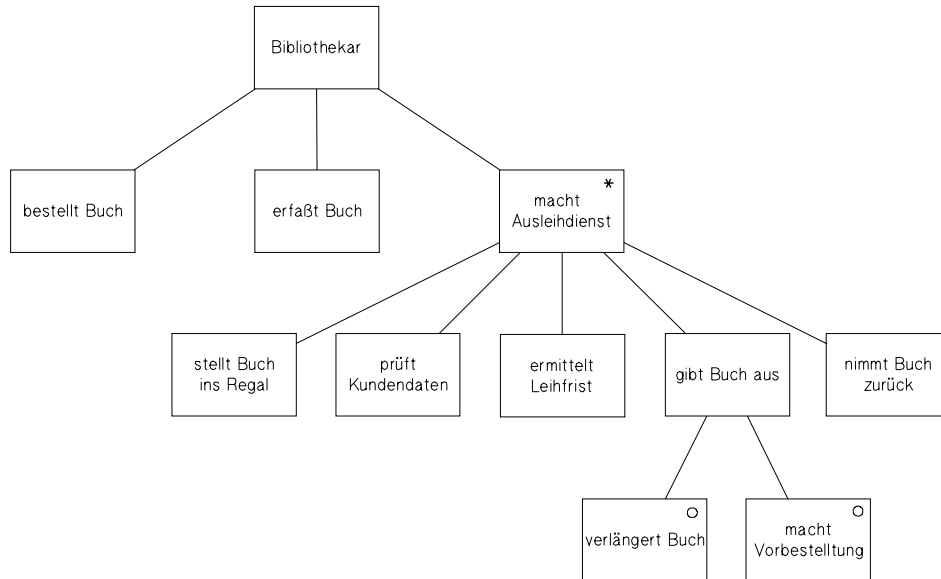 Bibliothekar
bestellt Buch
erfaßt Buch
*
macht
Ausleihdienst
stellt Buch
ins Regal
prüft
Kundendaten
ermittelt
Leihfrist
gibt Buch aus
nimmt Buch
zurück
verlängert Buch
macht
Vorbestelltung